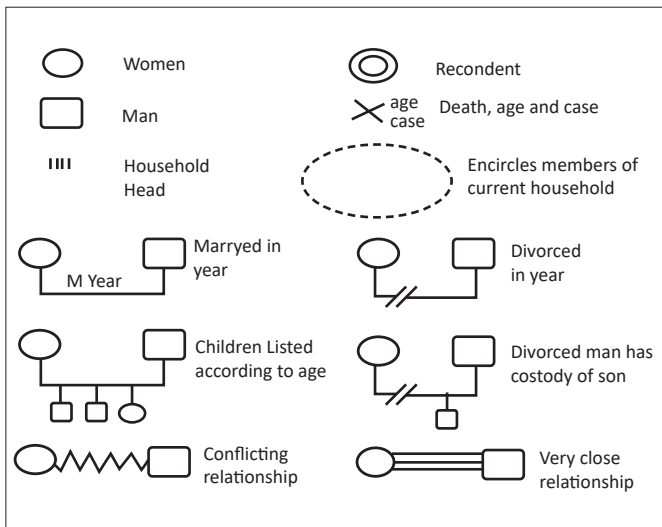 Women
Recondent
Man
age
case
Death, age and case
Household
Head
Encircles members of
current household
M Year
Marryed in
year
Divorced
in year
Children Listed
according to age
Divorced man has
custody of son
Conflicting
relationship
Very close
relationship